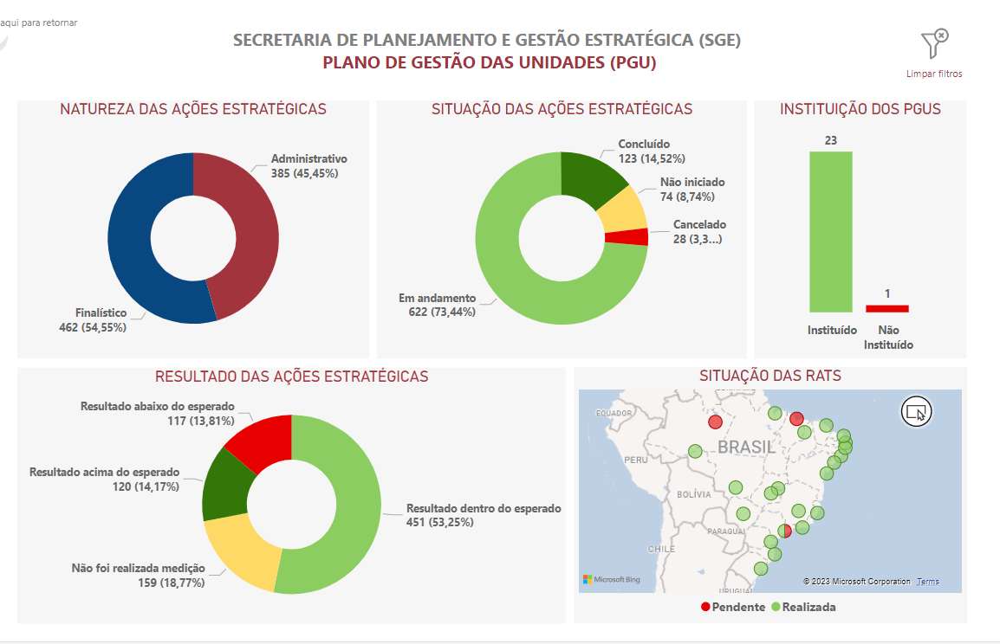 aqui para retornar
SECRETARIA DE PLANEJAMENTO E GESTÃO ESTRATÉGICA (SGE)
PLANO DE GESTÃO DAS UNIDADES (PGU)
Limpar filtros
NATUREZA DAS AÇÕES ESTRATÉGICAS
Administrativo
385 (45,45%)
Finalístico
462 (54,55%)
SITUAÇÃO DAS AÇÕES ESTRATÉGICAS
Concluído
123 (14,52%)
Não iniciado
74 (8,74%)
Cancelado
28 (3,3...)
Em andamento
622 (73,44%)
INSTITUIÇÃO DOS PGUS
23
1
Instituído
Não
Instituído
RESULTADO DAS AÇÕES ESTRATÉGICAS
Resultado abaixo do esperado
117 (13,81%)
Resultado acima do esperado
120 (14,17%)
Resultado dentro do esperado
451 (53,25%)
Não foi realizada medição
159 (18,77%)
SITUAÇÃO DAS RATS
EQUADOR
BRASIL
PERU
BOLÍVIA
PARAGUAI
CHILE
URUGUAI
Microsoft Bing
© 2023 Microsoft Corporation Terms
Pendente Realizada